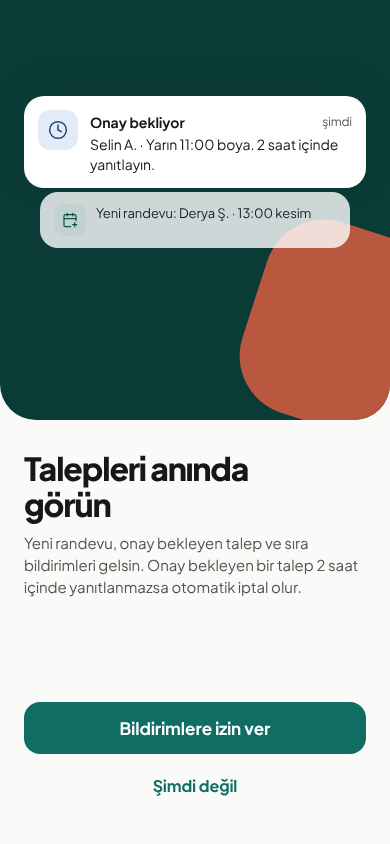 Onay bekliyor
şimdi
Selin A. · Yarın 11:00 boya. 2 saat içinde
yanıtlayın.
Yeni randevu: Derya Ş. · 13:00 kesim
Talepleri anında
görün
Yeni randevu, onay bekleyen talep ve sıra
bildirimleri gelsin. Onay bekleyen bir talep 2 saat
içinde yanıtlanmazsa otomatik iptal olur.
Bildirimlere izin ver
Şimdi değil